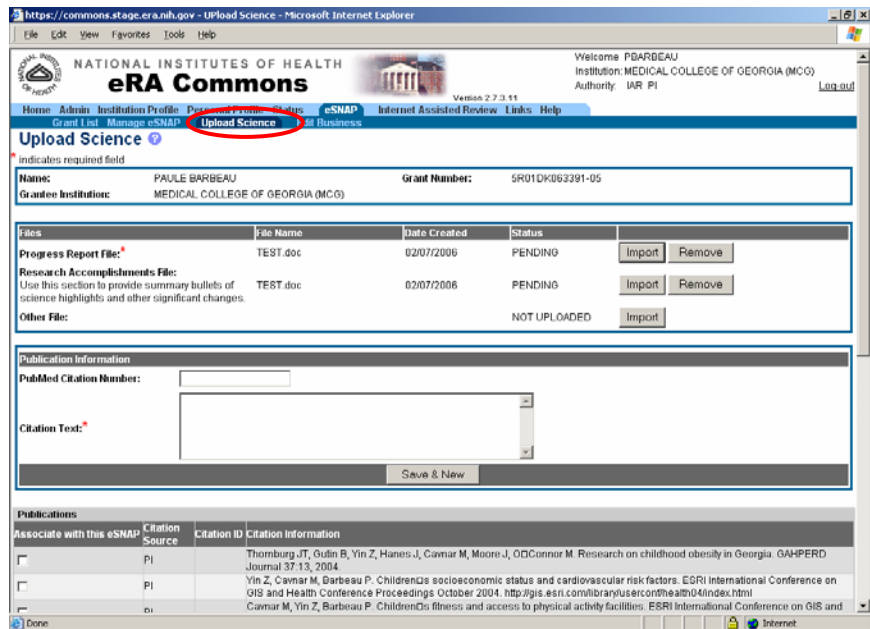 https://commons.stage.era.nih.gov - UPload Science - Microsoft Internet Explorer
File Edit View Favorites Tools Help
NATIONAL INSTITUTES OF HEALTH
eRA Commons
Version 2.7.3.11
Welcome PBARBEAU
Institution: MEDICAL COLLEGE OF GEORGIA (MCG)
Authority: IAR PI
Log-out
Home Admin Institution Profile Personal Profile Status eSNAP Internet Assisted Review Links Help
Grant List Manage eSNAP Upload Science Edit Business
Upload Science ?
* indicates required field
Name: PAULE BARBEAU Grant Number: 5R01DK063391-05
Grantee Institution: MEDICAL COLLEGE OF GEORGIA (MCG)
Files File Name Date Created Status
Progress Report File:* TEST.doc 02/07/2006 PENDING Import Remove
Research Accomplishments File:
Use this section to provide summary bullets of TEST.doc 02/07/2006 PENDING Import Remove
science highlights and other significant changes.
Other File: NOT UPLOADED Import
Publication Information
PubMed Citation Number:
Citation Text:*
Save & New
Publications
Associate with this eSNAP Citation Source Citation ID Citation Information
PI Thornburg JT, Gutin B, Yin Z, Hanes J, Cavnar M, Moore J, O□Connor M. Research on childhood obesity in Georgia. GAHPERD
Journal 37:13, 2004.
PI Yin Z, Cavnar M, Barbeau P. Children□s socioeconomic status and cardiovascular risk factors. ESRI International Conference on
GIS and Health Conference Proceedings October 2004. http://gis.esri.com/library/userconf/health04/index.html
PI Cavnar M, Yin Z, Barbeau P. Children□s fitness and access to physical activity facilities. ESRI International Conference on GIS and
Done Internet